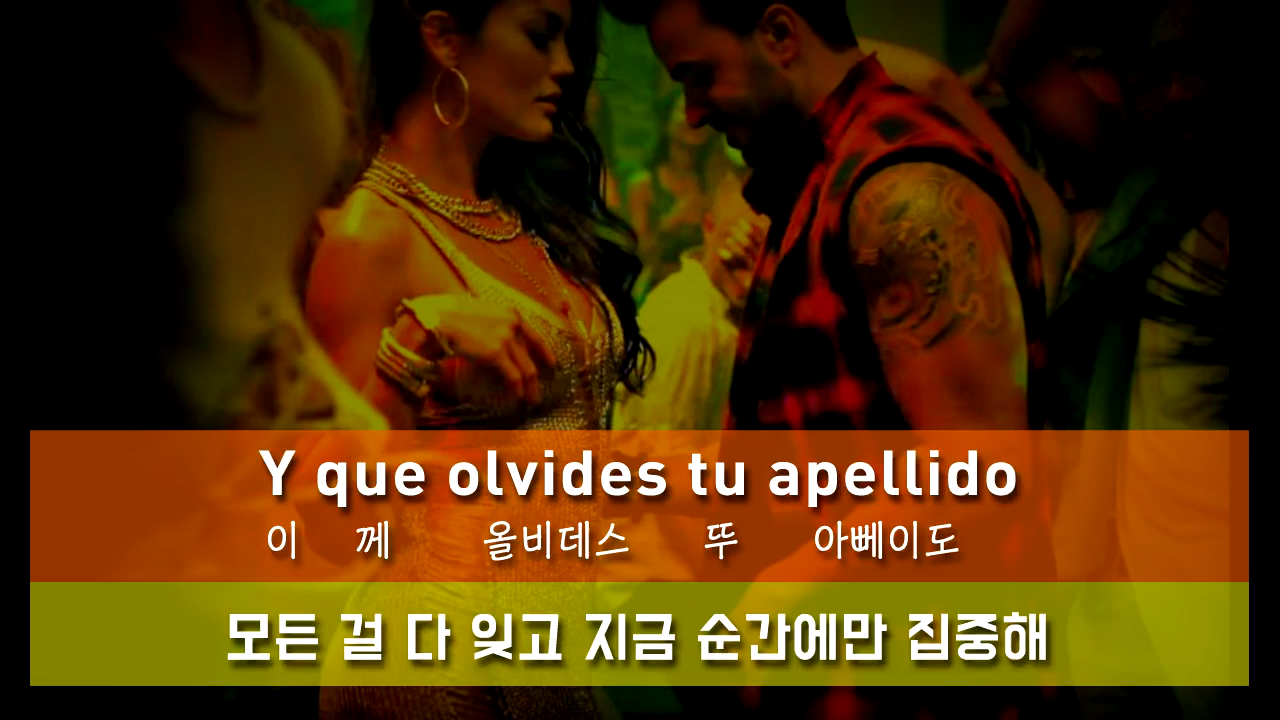 Y que olvides tu apellido
이 께 올비데스 뚜 아뻬이도
모든 걸 다 잊고 지금 순간에만 집중해